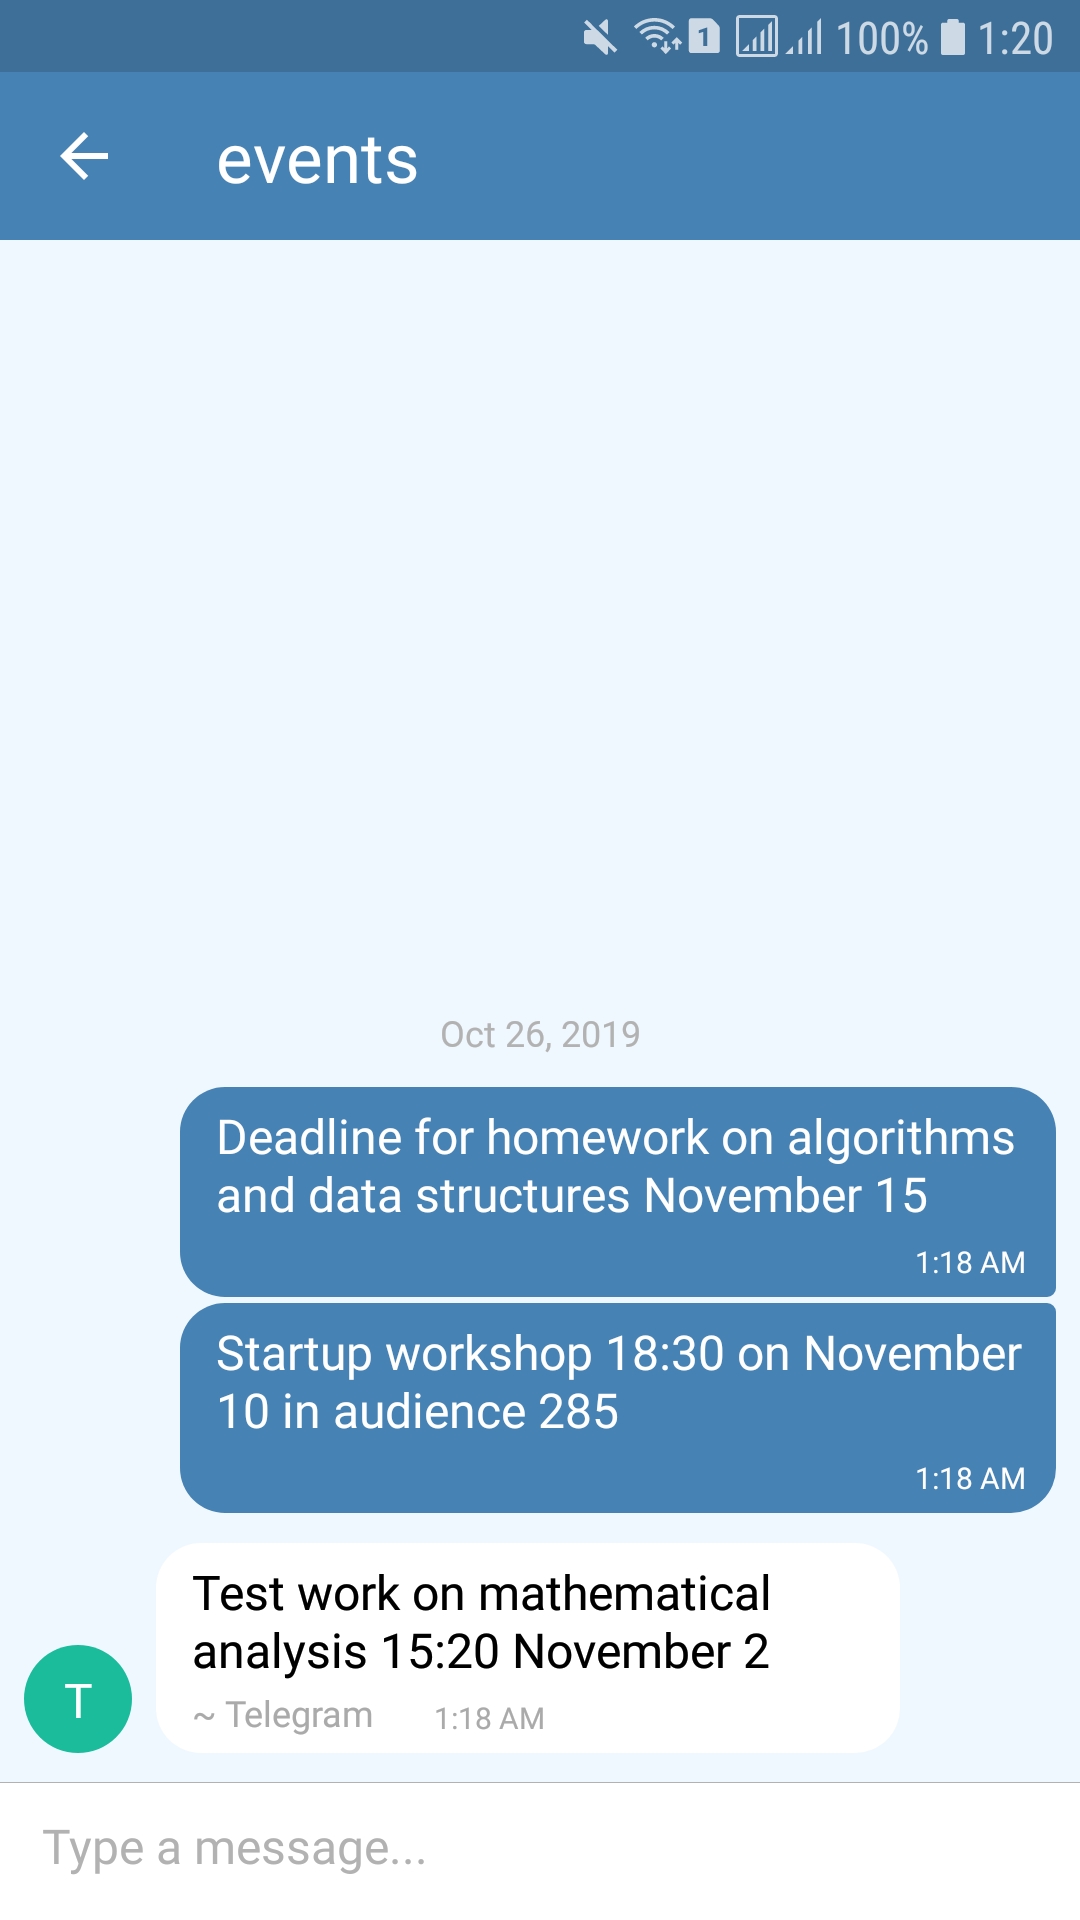 1 100% 1:20
events
Oct 26, 2019
Deadline for homework on algorithms
and data structures November 15
1:18 AM
Startup workshop 18:30 on November
10 in audience 285
1:18 AM
Test work on mathematical
analysis 15:20 November 2
T
~ Telegram 1:18 AM
Type a message...